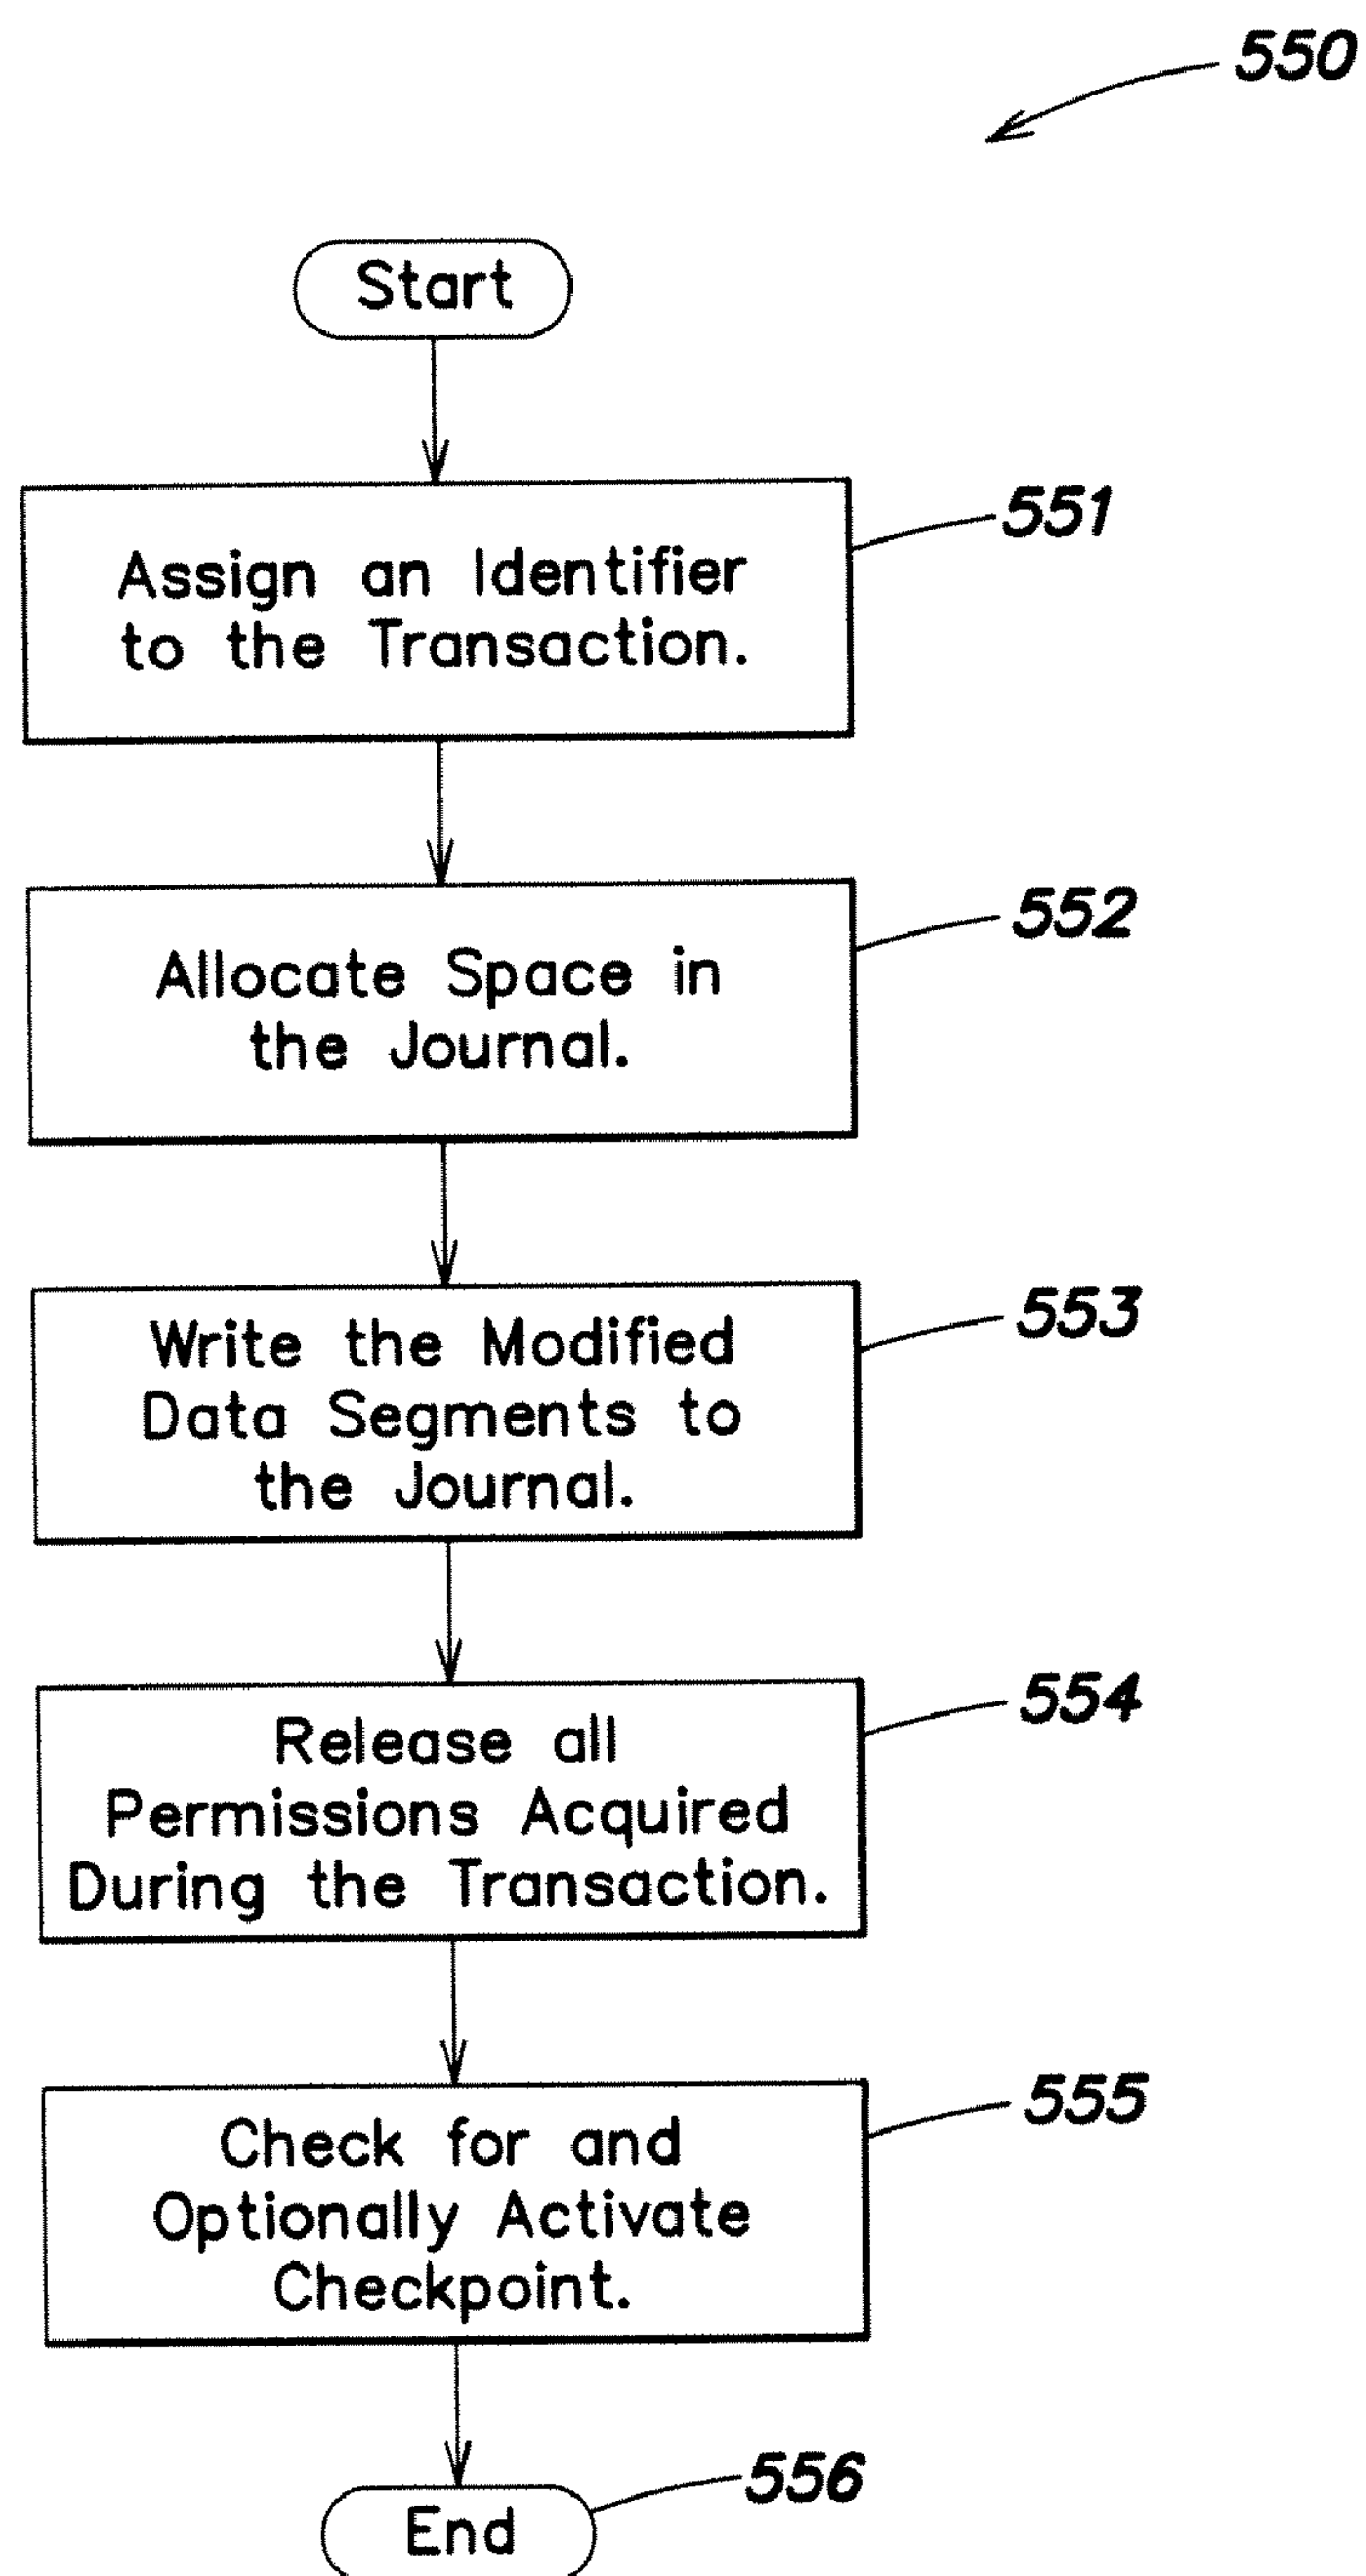 550
Start
551
Assign an Identifier
to the Transaction.
552
Allocate Space in
the Journal.
553
Write the Modified
Data Segments to
the Journal.
554
Release all
Permissions Acquired
During the Transaction.
555
Check for and
Optionally Activate
Checkpoint.
556
End